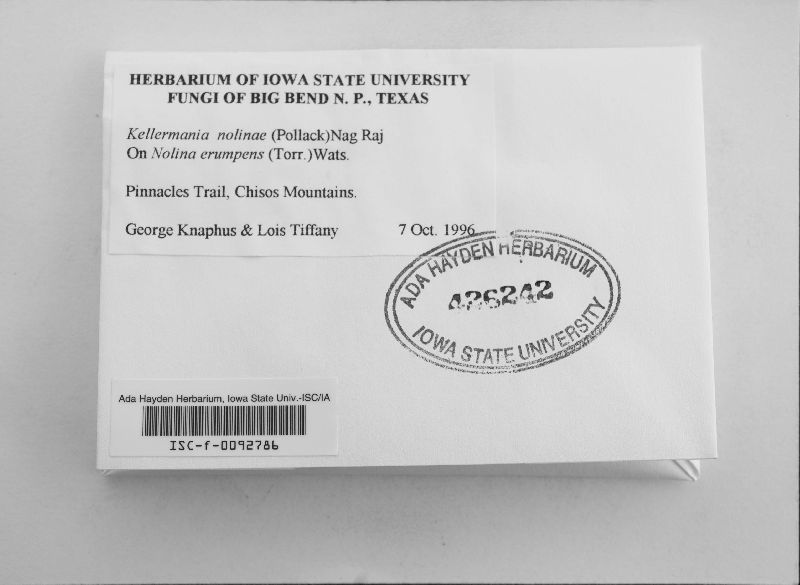 HERBARIUM OF IOWA STATE UNIVERSITY
FUNGI OF BIG BEND N. P., TEXAS
Kellermania nolinae (Pollack)Nag Raj
On Nolina erumpens (Torr.)Wats.
Pinnacles Trail, Chisos Mountains.
George Knaphus & Lois Tiffany 7 Oct. 1996
ADA HAYDEN HERBARIUM
426242
IOWA STATE UNIVERSITY
Ada Hayden Herbarium, Iowa State Univ.-ISC/IA
ISC-f-0092786